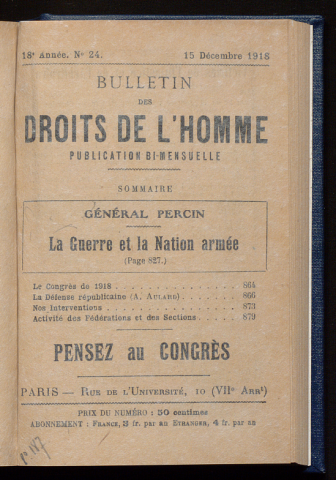 18e Année. No 24. 15 Décembre 1918
BULLETIN
DES
DROITS DE L'HOMME
PUBLICATION BI-MENSUELLE
SOMMAIRE
GÉNÉRAL PERCIN
La Guerre et la Nation armée
(Page 827.)
Le Congrès de 1918 . . . . . . . . . . . . 864
La Défense républicaine (A. AULARD) . . . . . . . 866
Nos Interventions . . . . . . . . . . . . . 873
Activité des Fédérations et des Sections . . . . . 879
PENSEZ au CONGRÈS
PARIS — RUE DE L'UNIVERSITÉ, 10 (VIIe ARRt)
PRIX DU NUMÉRO : 50 centimes
ABONNEMENT : FRANCE, 3 fr. par an ÉTRANGER, 4 fr. par an